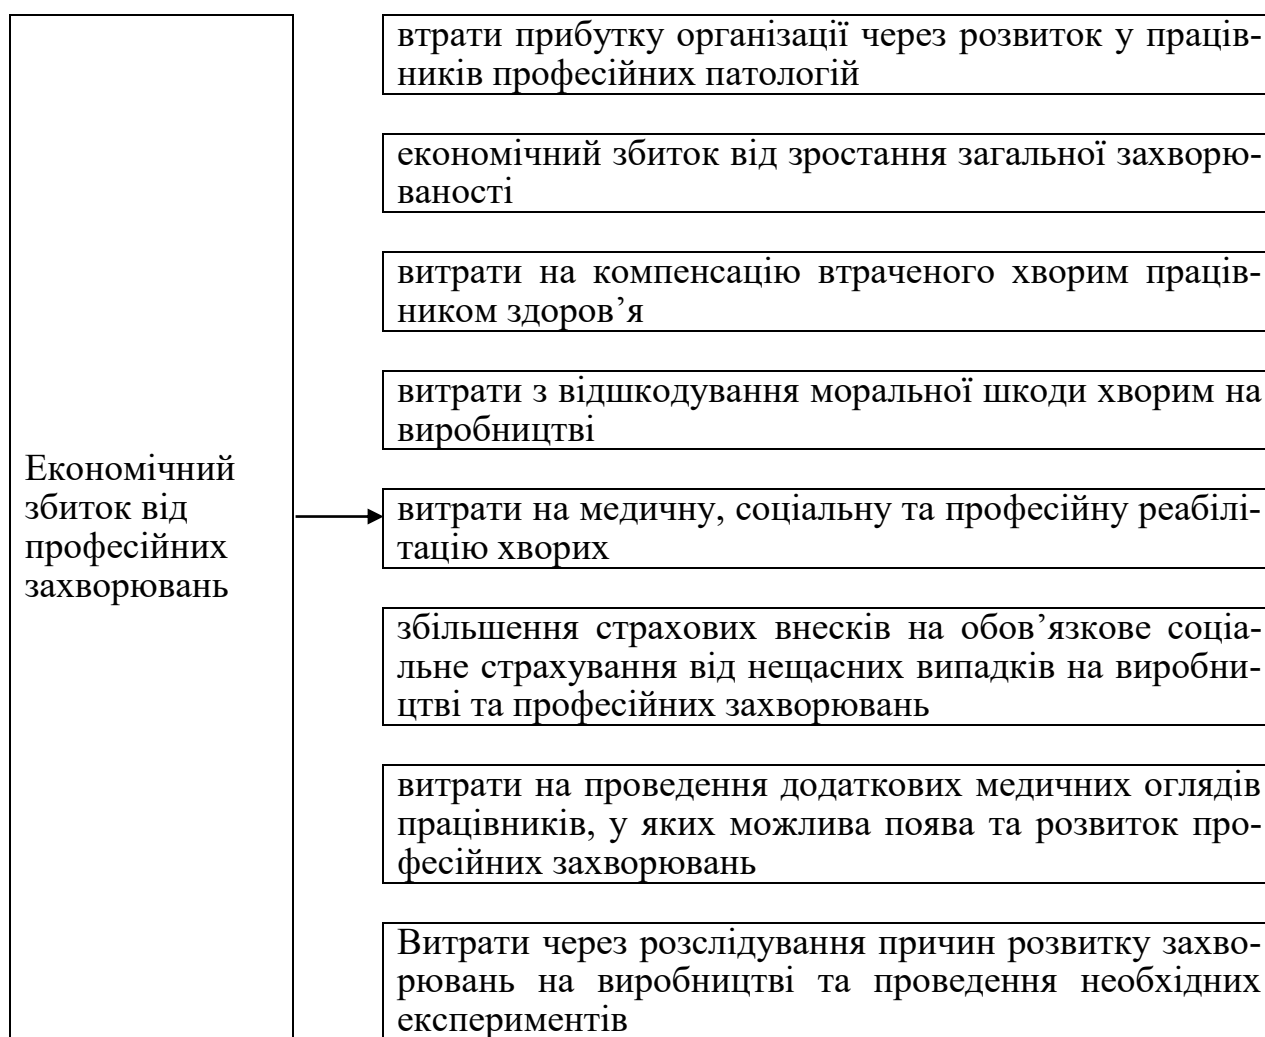 Економічний
збиток від
професійних
захворювань
втрати прибутку організації через розвиток у праців-
ників професійних патологій
економічний збиток від зростання загальної захворю-
ваності
витрати на компенсацію втраченого хворим праців-
ником здоров’я
витрати з відшкодування моральної шкоди хворим на
виробництві
витрати на медичну, соціальну та професійну реабілі-
тацію хворих
збільшення страхових внесків на обов’язкове соціа-
льне страхування від нещасних випадків на виробни-
цтві та професійних захворювань
витрати на проведення додаткових медичних оглядів
працівників, у яких можлива поява та розвиток про-
фесійних захворювань
Витрати через розслідування причин розвитку захво-
рювань на виробництві та проведення необхідних
експериментів